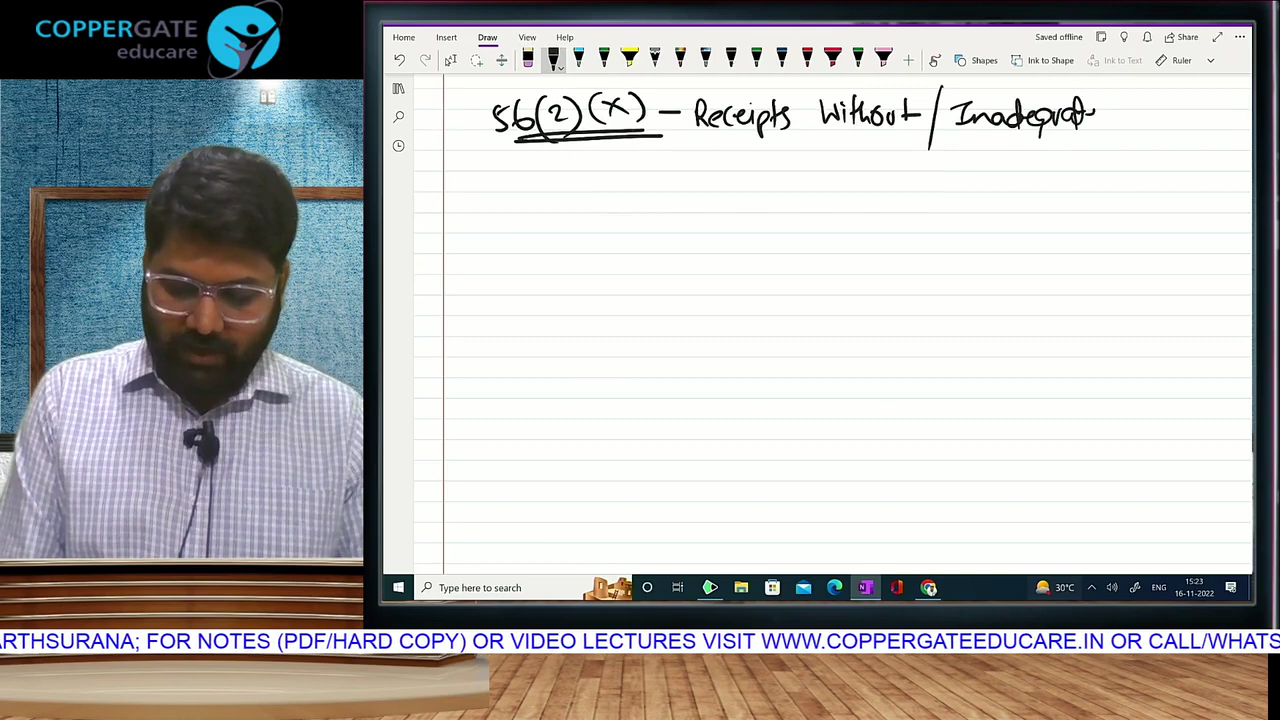 COPPERGATE
educare
Home Insert Draw View Help
Saved offline
Share
Shapes
Ink to Shape
Ink to Text
Ruler
56(2)(x) – Receipts Without / Inadequat
Type here to search
30°C
ENG
15:23
16-11-2022
ARTHSURANA; FOR NOTES (PDF/HARD COPY) OR VIDEO LECTURES VISIT WWW.COPPERGATEEDUCARE.IN OR CALL/WHATS